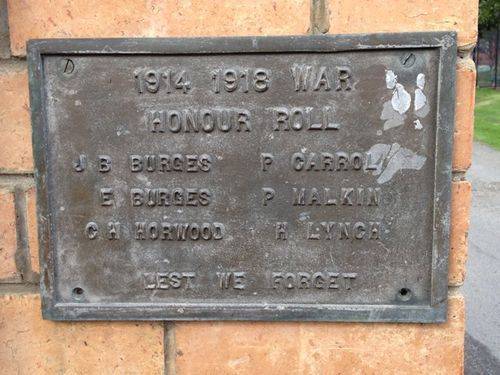 1914 1918 WAR
HONOUR ROLL
J B BURGES P CARROLL
E BURGES P MALKIN
C H HORWOOD H LYNCH
LEST WE FORGET